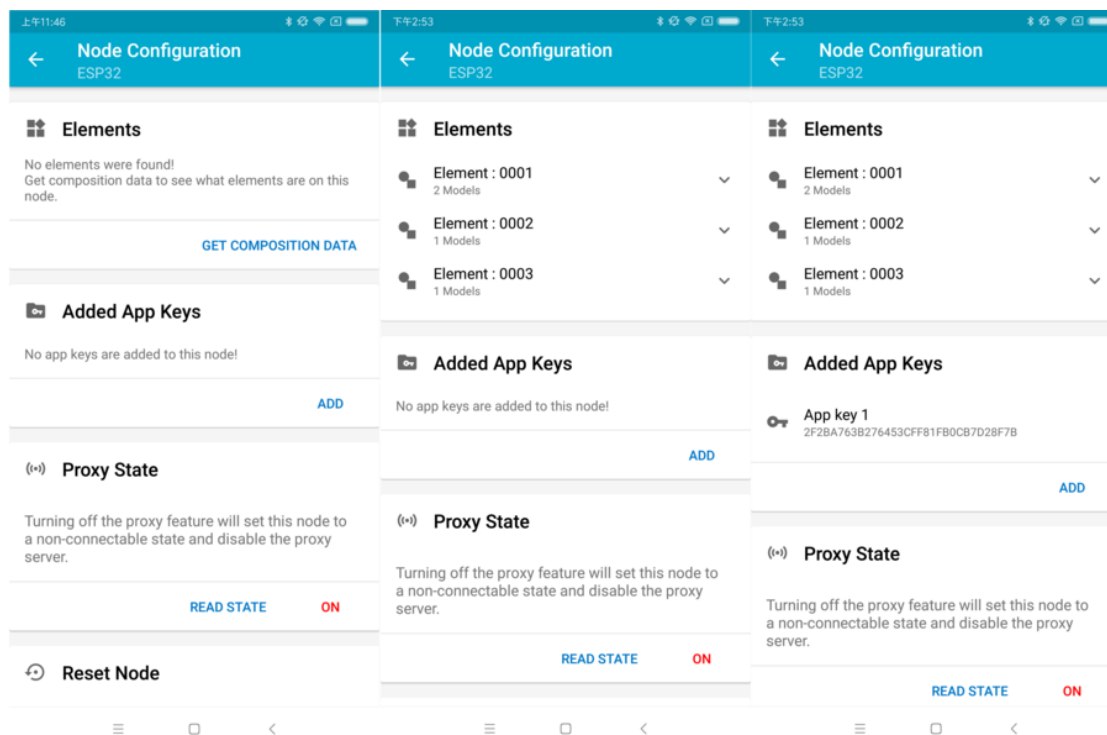 上午11:46
Node Configuration
ESP32
Elements
No elements were found!
Get composition data to see what elements are on this
node.
GET COMPOSITION DATA
Added App Keys
No app keys are added to this node!
ADD
Proxy State
Turning off the proxy feature will set this node to
a non-connectable state and disable the proxy
server.
READ STATE
ON
Reset Node
下午2:53
Node Configuration
ESP32
Elements
Element : 0001
2 Models
Element : 0002
1 Models
Element : 0003
1 Models
Added App Keys
No app keys are added to this node!
ADD
Proxy State
Turning off the proxy feature will set this node to
a non-connectable state and disable the proxy
server.
READ STATE
ON
下午2:53
Node Configuration
ESP32
Elements
Element : 0001
2 Models
Element : 0002
1 Models
Element : 0003
1 Models
Added App Keys
App key 1
2F2BA763B276453CFF81FB0CB7D28F7B
ADD
Proxy State
Turning off the proxy feature will set this node to
a non-connectable state and disable the proxy
server.
READ STATE
ON